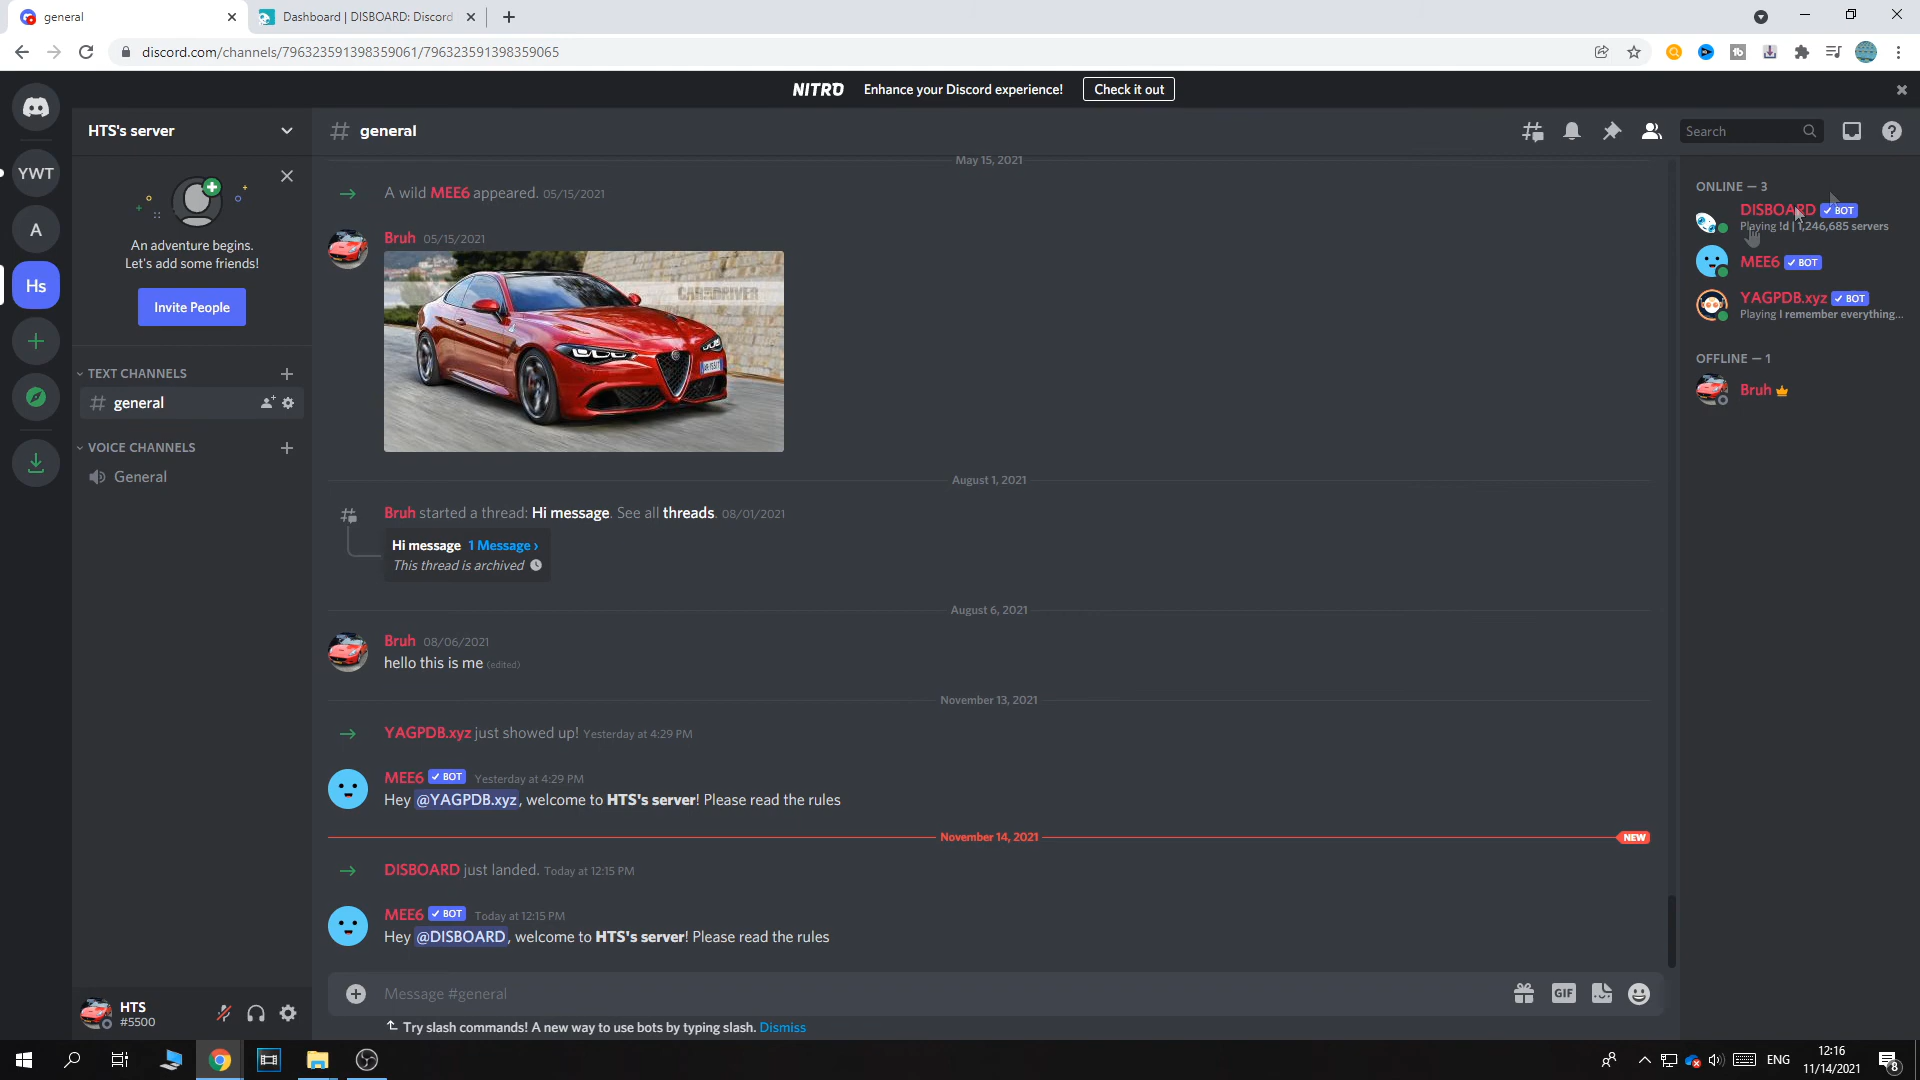 general
Dashboard | DISBOARD: Discord
discord.com/channels/796323591398359061/796323591398359065
NITRO Enhance your Discord experience! Check it out
HTS's server
An adventure begins.
Let's add some friends!
Invite People
TEXT CHANNELS
general
VOICE CHANNELS
General
YWT
A
Hs
general
Search
May 15, 2021
A wild MEE6 appeared. 05/15/2021
Bruh 05/15/2021
CAR AND DRIVER
August 1, 2021
Bruh started a thread: Hi message. See all threads. 08/01/2021
Hi message 1 Message ›
This thread is archived
August 6, 2021
Bruh 08/06/2021
hello this is me (edited)
November 13, 2021
YAGPDB.xyz just showed up! Yesterday at 4:29 PM
MEE6 BOT Yesterday at 4:29 PM
Hey @YAGPDB.xyz, welcome to HTS's server! Please read the rules
November 14, 2021 NEW
DISBOARD just landed. Today at 12:15 PM
MEE6 BOT Today at 12:15 PM
Hey @DISBOARD, welcome to HTS's server! Please read the rules
Message #general
GIF
Try slash commands! A new way to use bots by typing slash. Dismiss
ONLINE — 3
DISBOARD BOT
Playing !d | 1,246,685 servers
MEE6 BOT
YAGPDB.xyz BOT
Playing I remember everything...
OFFLINE — 1
Bruh
HTS
#5500
ENG
12:16
11/14/2021
8